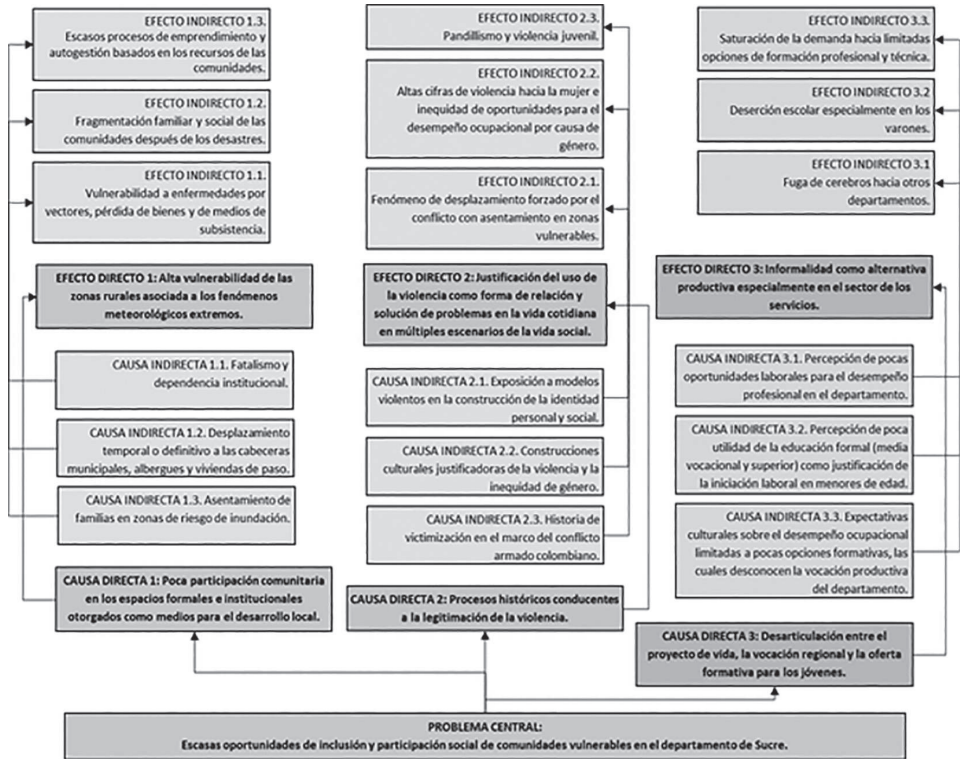 EFECTO INDIRECTO 1.3.
Escasos procesos de emprendimiento y
autogestión basados en los recursos de las
comunidades.
EFECTO INDIRECTO 1.2.
Fragmentación familiar y social de las
comunidades después de los desastres.
EFECTO INDIRECTO 1.1.
Vulnerabilidad a enfermedades por
vectores, pérdida de bienes y de medios de
subsistencia.
EFECTO DIRECTO 1: Alta vulnerabilidad de las
zonas rurales asociada a los fenómenos
meteorológicos extremos.
CAUSA INDIRECTA 1.1. Fatalismo y
dependencia institucional.
CAUSA INDIRECTA 1.2. Desplazamiento
temporal o definitivo a las cabeceras
municipales, albergues y viviendas de paso.
CAUSA INDIRECTA 1.3. Asentamiento de
familias en zonas de riesgo de inundación.
CAUSA DIRECTA 1: Poca participación comunitaria
en los espacios formales e institucionales
otorgados como medios para el desarrollo local.
EFECTO INDIRECTO 2.3.
Pandillismo y violencia juvenil.
EFECTO INDIRECTO 2.2.
Altas cifras de violencia hacia la mujer e
inequidad de oportunidades para el
desempeño ocupacional por causa de
género.
EFECTO INDIRECTO 2.1.
Fenómeno de desplazamiento forzado por el
conflicto con asentamiento en zonas
vulnerables.
EFECTO DIRECTO 2: Justificación del uso de
la violencia como forma de relación y
solución de problemas en la vida cotidiana
en múltiples escenarios de la vida social.
CAUSA INDIRECTA 2.1. Exposición a modelos
violentos en la construcción de la identidad
personal y social.
CAUSA INDIRECTA 2.2. Construcciones
culturales justificadoras de la violencia y la
inequidad de género.
CAUSA INDIRECTA 2.3. Historia de
victimización en el marco del conflicto
armado colombiano.
CAUSA DIRECTA 2: Procesos históricos conducentes
a la legitimación de la violencia.
EFECTO INDIRECTO 3.3.
Saturación de la demanda hacia limitadas
opciones de formación profesional y técnica.
EFECTO INDIRECTO 3.2
Deserción escolar especialmente en los
varones.
EFECTO INDIRECTO 3.1
Fuga de cerebros hacia otros
departamentos.
EFECTO DIRECTO 3: Informalidad como alternativa
productiva especialmente en el sector de los
servicios.
CAUSA INDIRECTA 3.1. Percepción de pocas
oportunidades laborales para el desempeño
profesional en el departamento.
CAUSA INDIRECTA 3.2. Percepción de poca
utilidad de la educación formal (media
vocacional y superior) como justificación de
la iniciación laboral en menores de edad.
CAUSA INDIRECTA 3.3. Expectativas
culturales sobre el desempeño ocupacional
limitadas a pocas opciones formativas, las
cuales desconocen la vocación productiva
del departamento.
CAUSA DIRECTA 3: Desarticulación entre el
proyecto de vida, la vocación regional y la oferta
formativa para los jóvenes.
PROBLEMA CENTRAL:
Escasas oportunidades de inclusión y participación social de comunidades vulnerables en el departamento de Sucre.